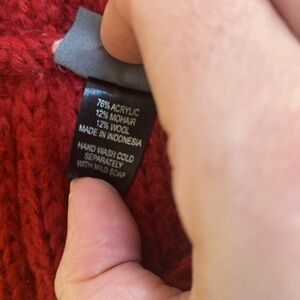 76% ACRYLIC
12% MOHAIR
12% WOOL
MADE IN INDONESIA
HAND WASH COLD
SEPARATELY
WITH MILD SOAP